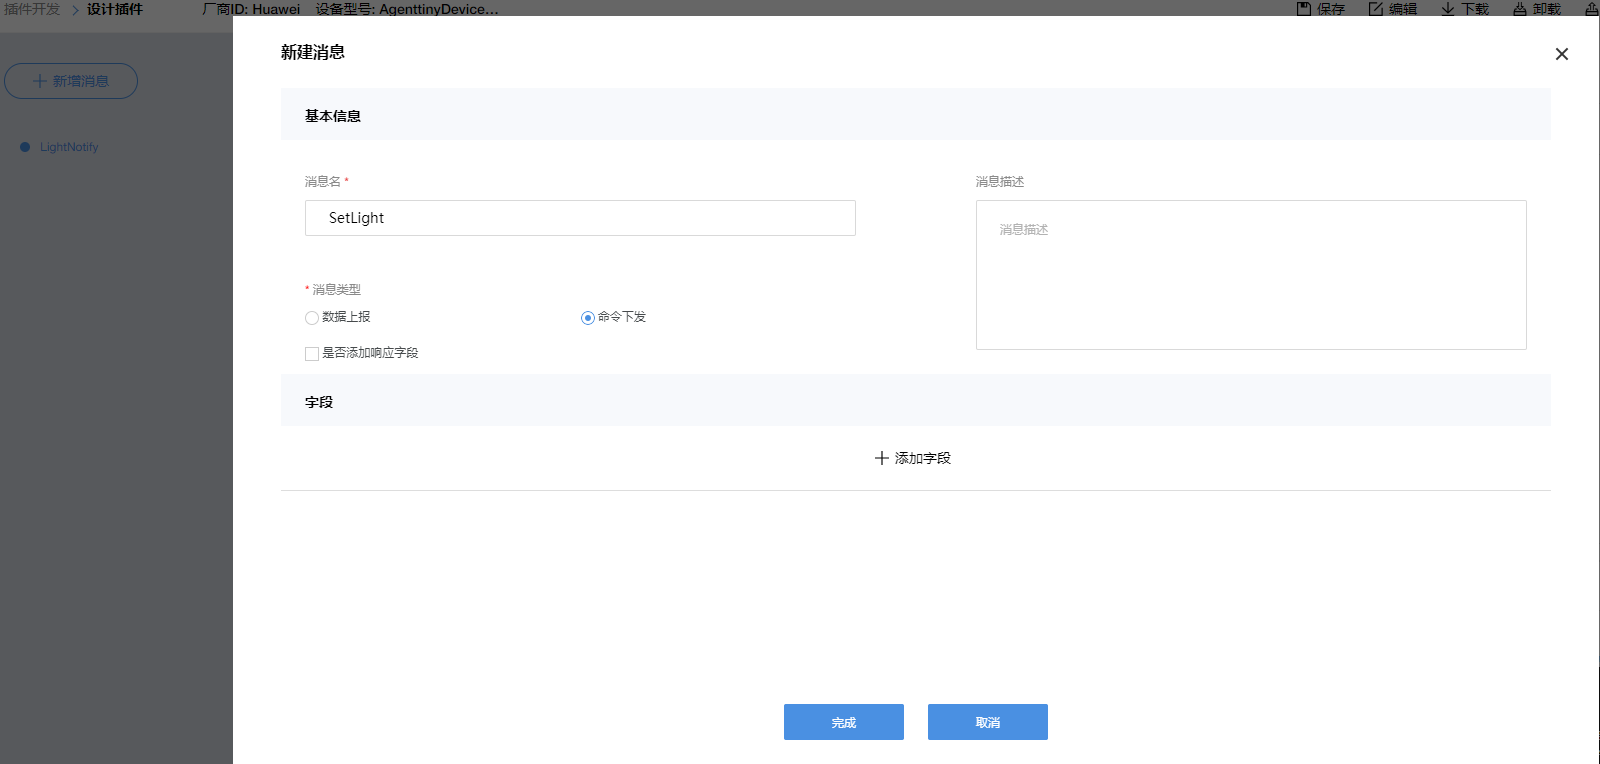 插件开发 > 设计插件 厂商ID: Huawei 设备型号: AgenttinyDevice... 保存 编辑 下载 卸载
新建消息
+ 新增消息
基本信息
LightNotify
消息名 * 消息描述
SetLight
消息描述
* 消息类型
数据上报 命令下发
是否添加响应字段
字段
+ 添加字段
完成 取消